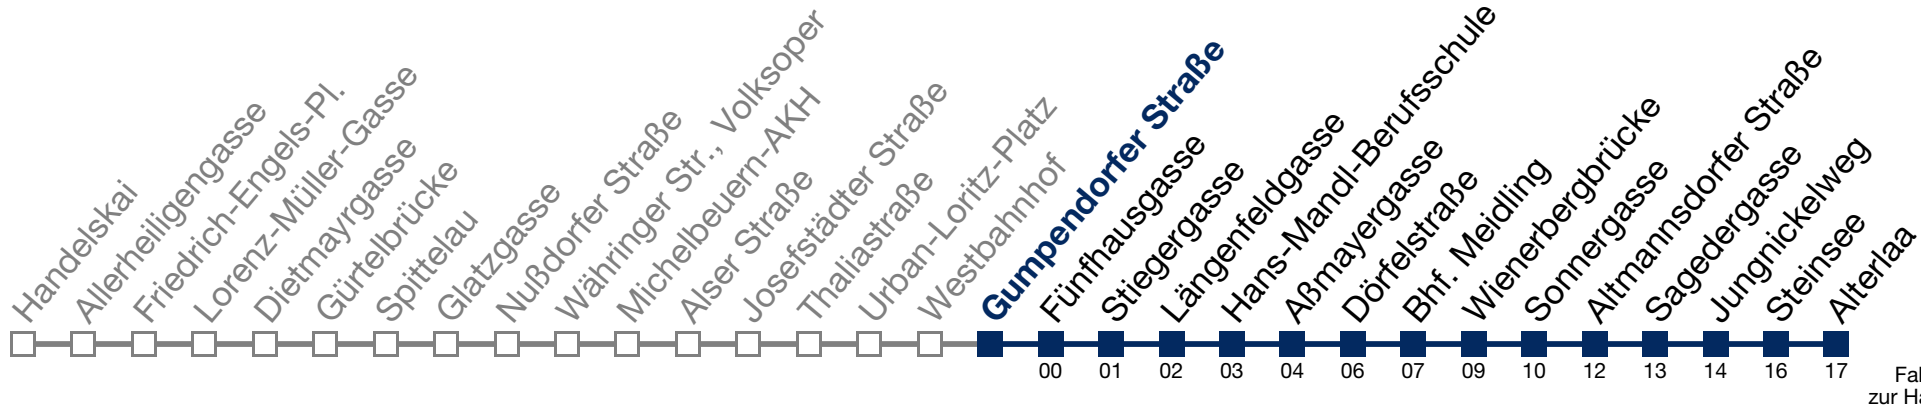 Handelskai
Allerheiligengasse
Friedrich-Engels-Pl.
Lorenz-Müller-Gasse
Dietmayrgasse
Gürtelbrücke
Spittelau
Glatzgasse
Nußdorfer Straße
Währinger Str., Volksoper
Michelbeuern-AKH
Alser Straße
Josefstädter Straße
Thaliastraße
Urban-Loritz-Platz
Westbahnhof
Gumpendorfer Straße
Fünfhausgasse
Stiegergasse
Längenfeldgasse
Hans-Mandl-Berufsschule
Aßmayergasse
Dörfelstraße
Bhf. Meidling
Wienerbergbrücke
Sonnergasse
Altmannsdorfer Straße
Sagedergasse
Jungnickelweg
Steinsee
Alterlaa
00 01 02 03 04 06 07 09 10 12 13 14 16 17
Fal
zur Ha